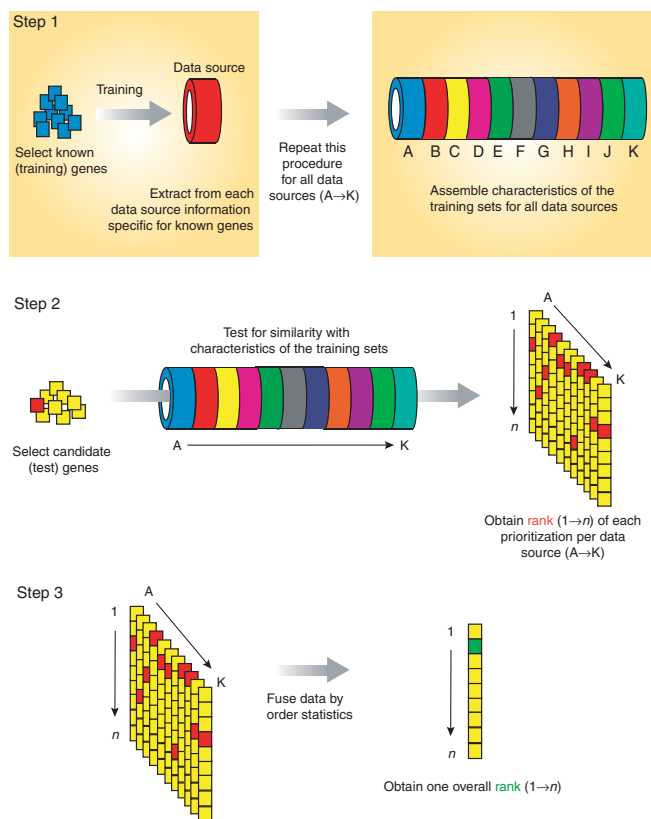 Step 1
Training
Data source
Select known
(training) genes
Extract from each
data source information
specific for known genes
Repeat this
procedure
for all data
sources (A→K)
A B C D E F G H I J K
Assemble characteristics of the
training sets for all data sources
Step 2
Test for similarity with
characteristics of the training sets
Select candidate
(test) genes
A
K
A
1
K
n
Obtain rank (1→n) of each
prioritization per data
source (A→K)
Step 3
A
1
K
n
Fuse data by
order statistics
1
n
Obtain one overall rank (1→n)